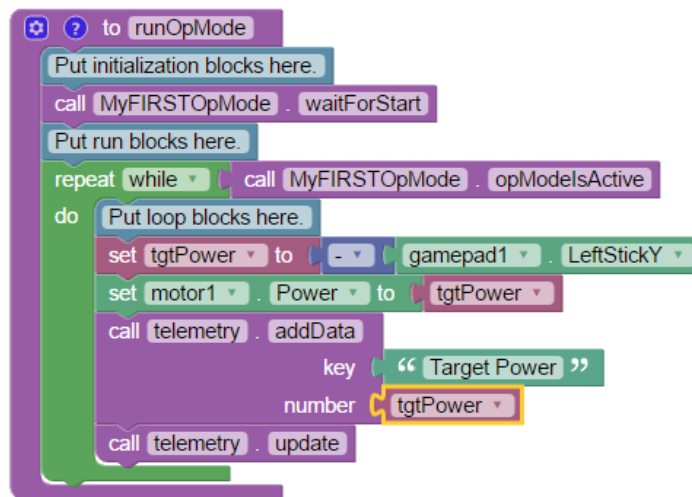 ? to runOpMode
Put initialization blocks here.
call MyFIRSTOpMode . waitForStart
Put run blocks here.
repeat while call MyFIRSTOpMode . opModeIsActive
do Put loop blocks here.
set tgtPower to - gamepad1 . LeftStickY
set motor1 . Power to tgtPower
call telemetry . addData
key “ Target Power ”
number tgtPower
call telemetry . update